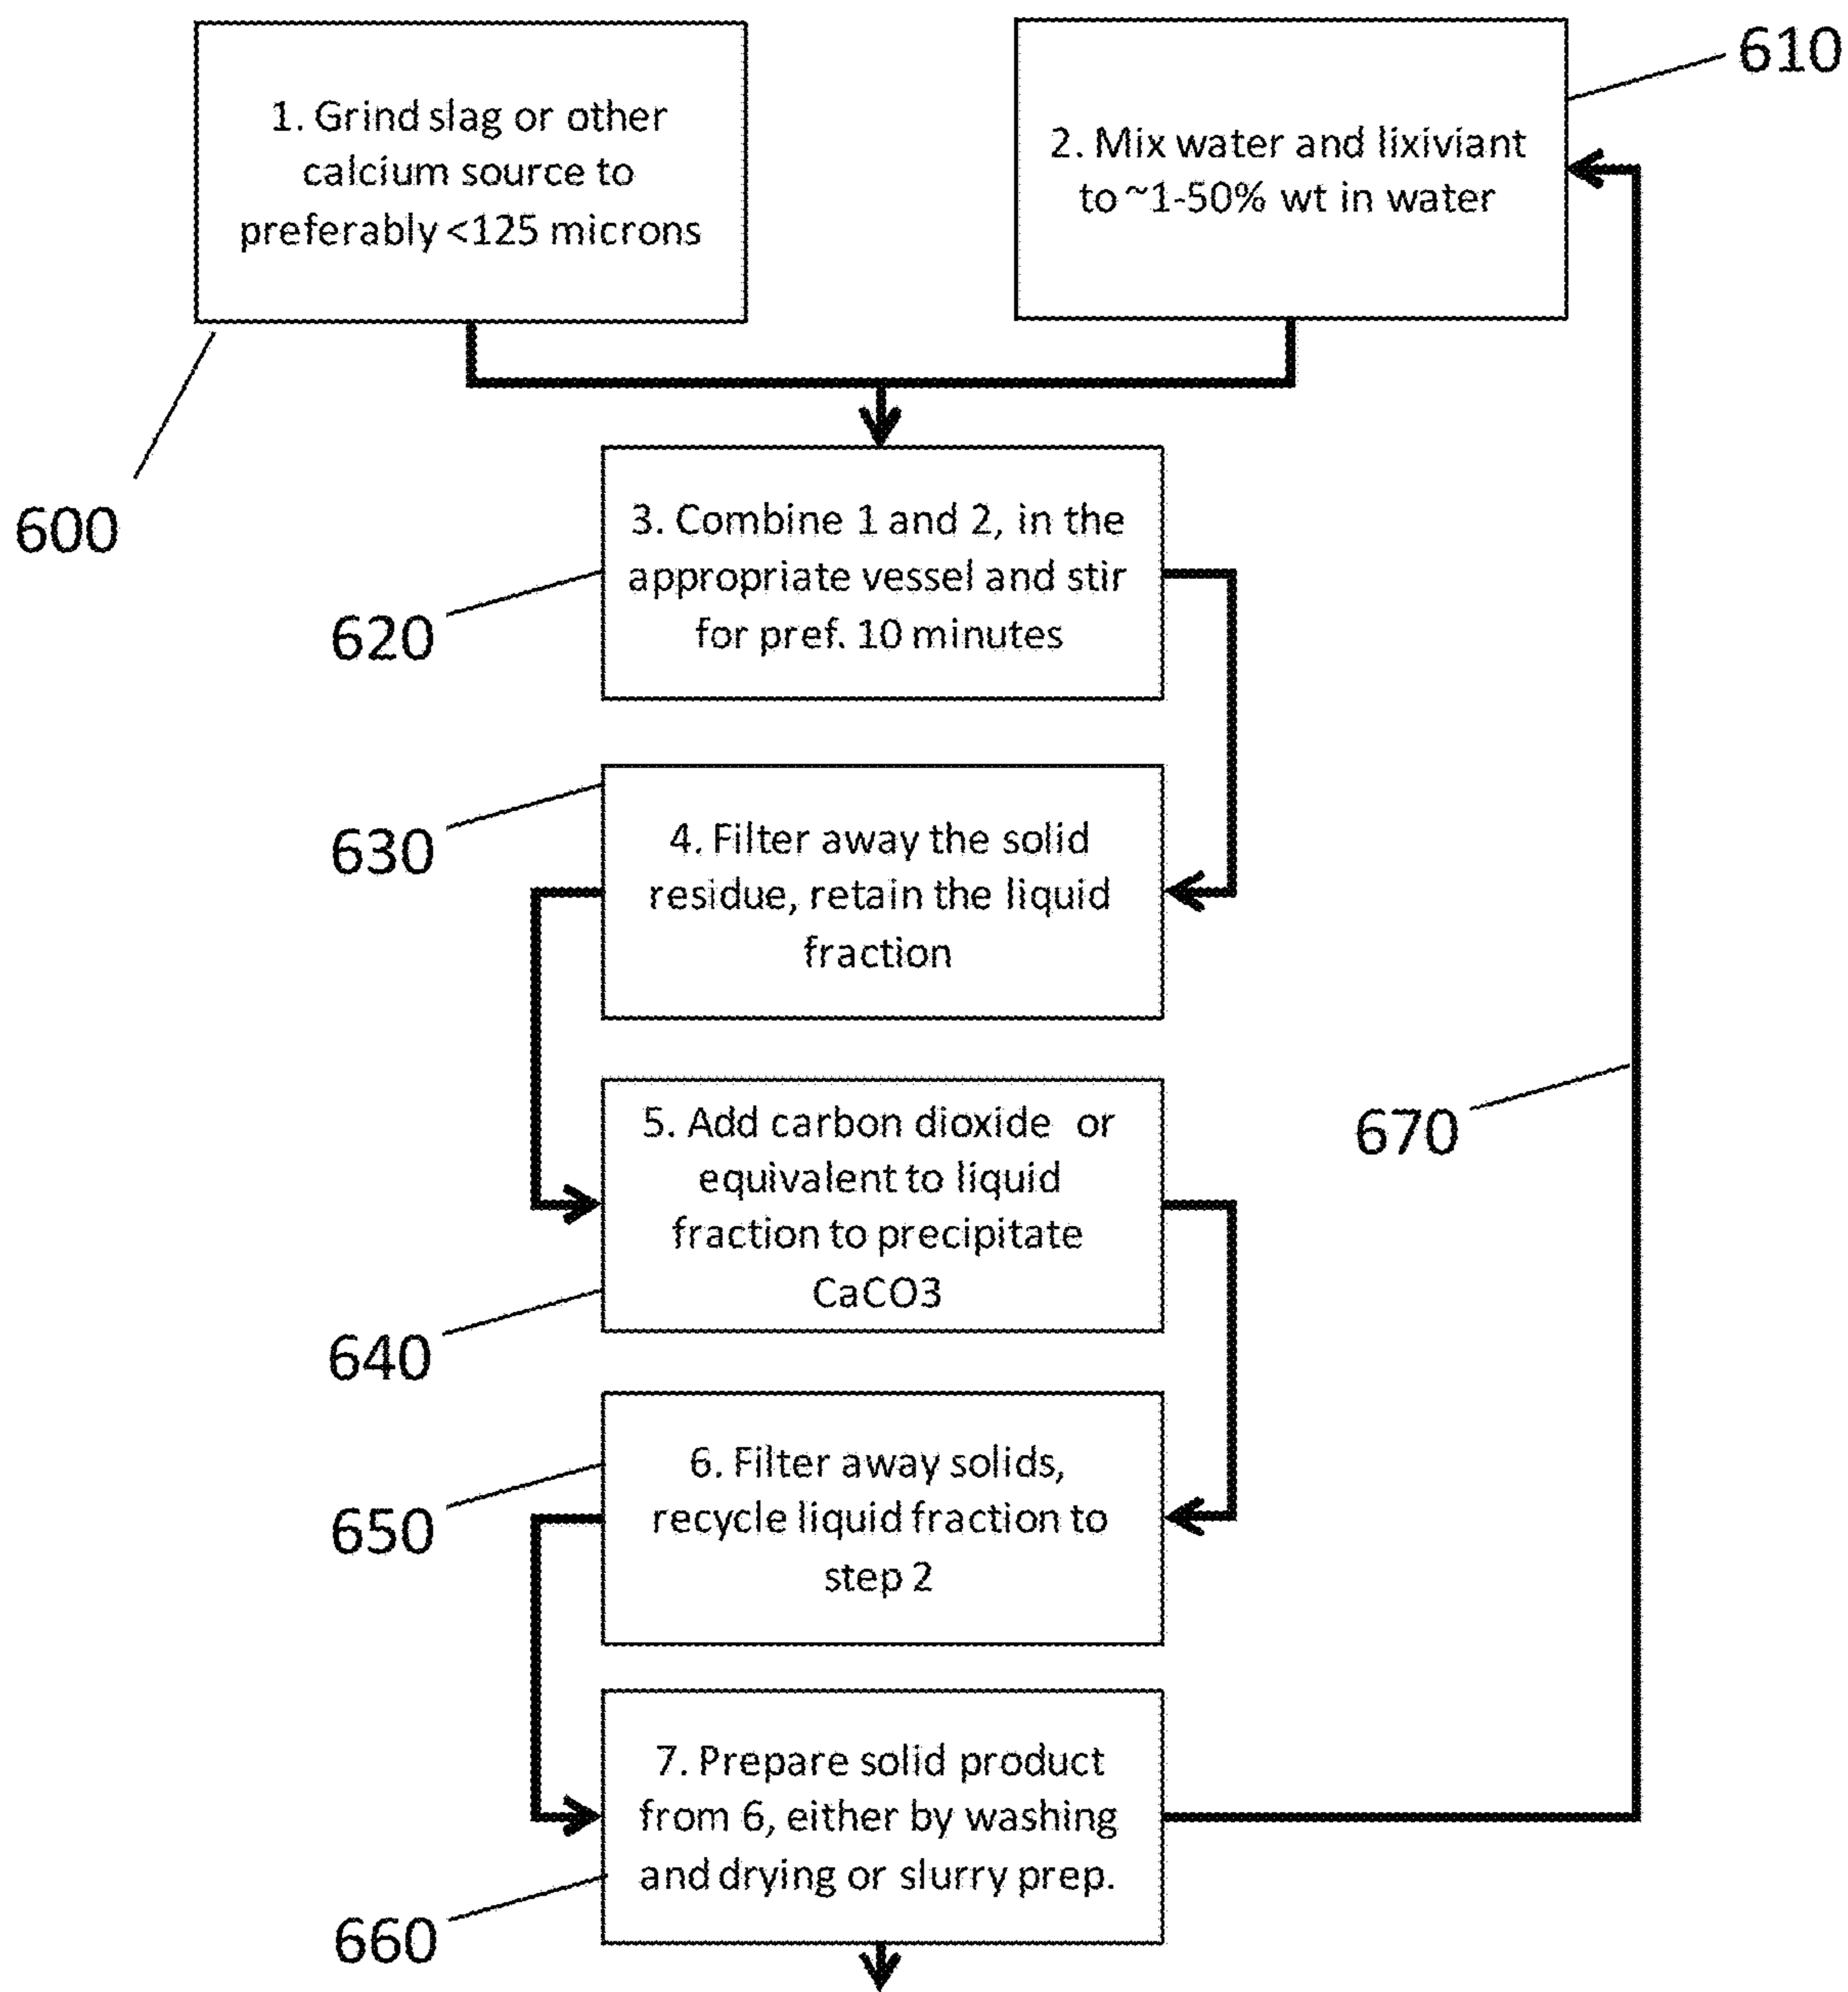 1. Grind slag or other
calcium source to
preferably <125 microns
610
2. Mix water and lixiviant
to ~1-50% wt in water
600
3. Combine 1 and 2, in the
appropriate vessel and stir
for pref. 10 minutes
620
630
4. Filter away the solid
residue, retain the liquid
fraction
5. Add carbon dioxide or
equivalent to liquid
fraction to precipitate
CaCO3
670
640
6. Filter away solids,
recycle liquid fraction to
step 2
650
7. Prepare solid product
from 6, either by washing
and drying or slurry prep.
660